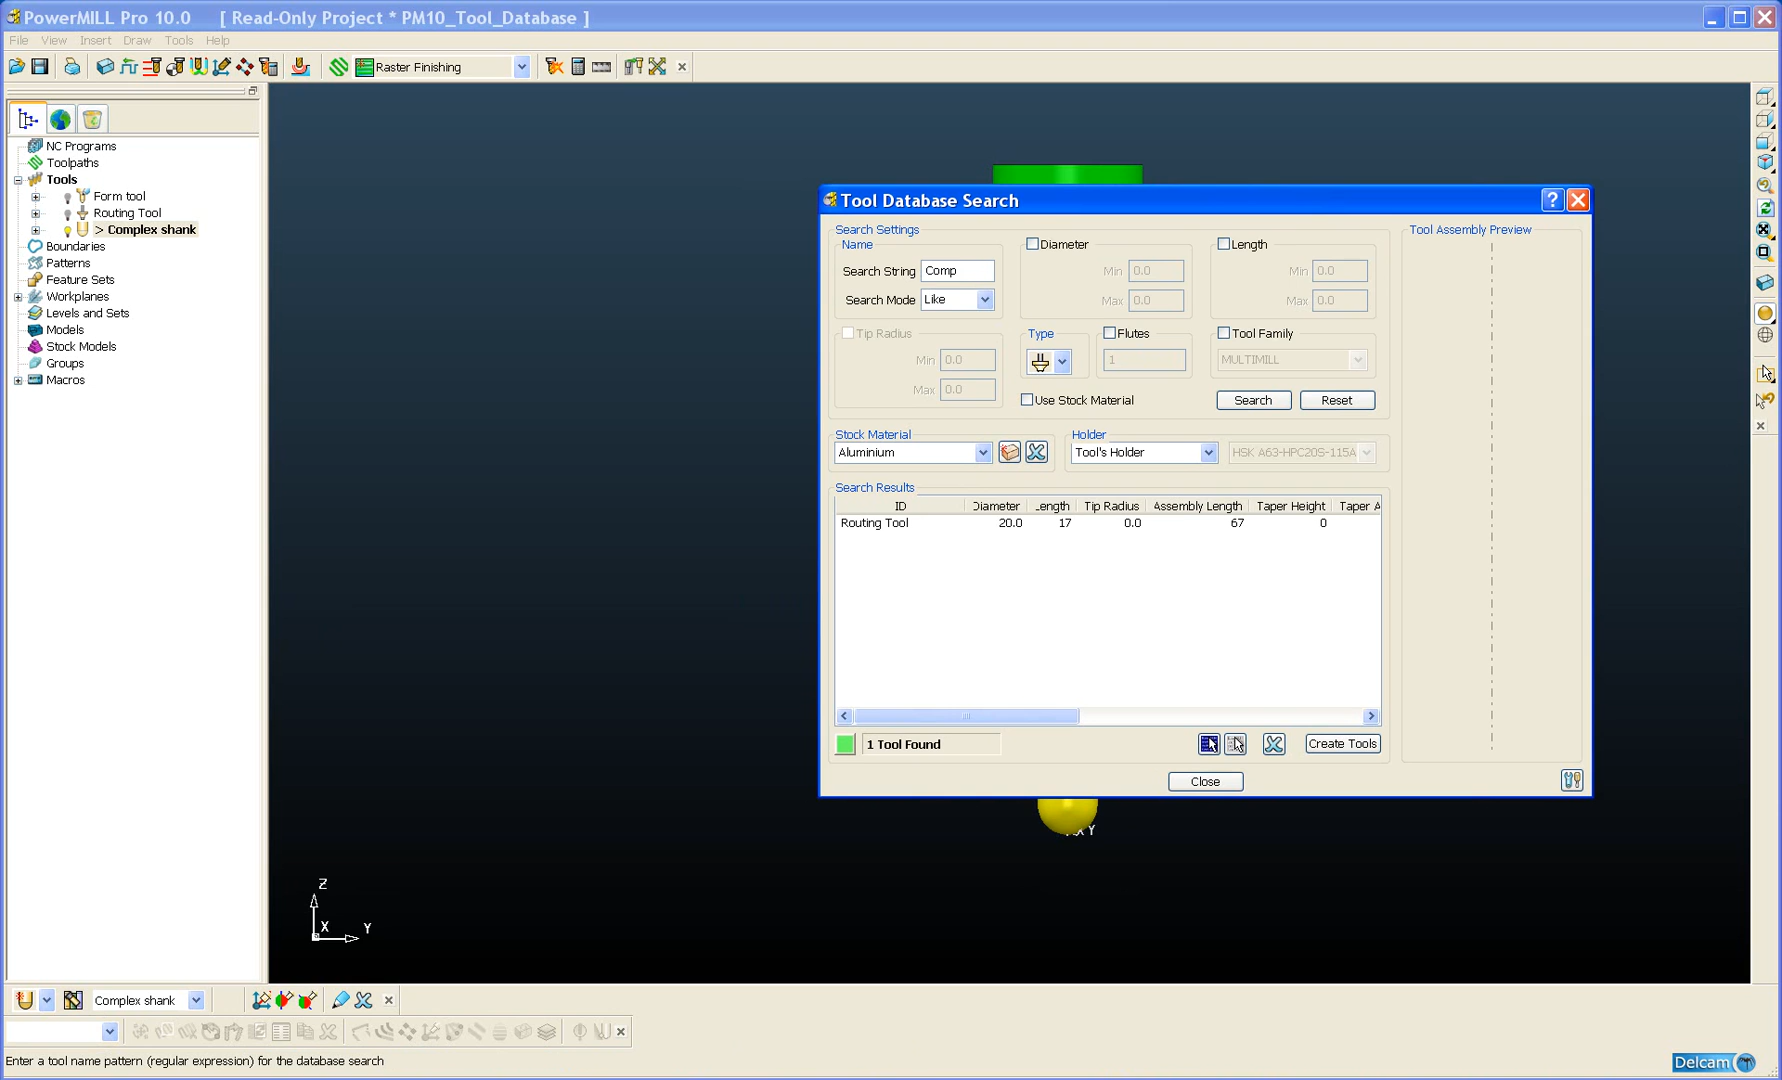 PowerMILL Pro 10.0    [ Read-Only Project * PM10_Tool_Database ]
File View Insert Draw Tools Help
Raster Finishing
NC Programs
Toolpaths
Tools
Form tool
Routing Tool
> Complex shank
Boundaries
Patterns
Feature Sets
Workplanes
Levels and Sets
Models
Stock Models
Groups
Macros
Tool Database Search
Search Settings
Name
Search String Comp
Search Mode Like
Diameter
Min 0.0
Max 0.0
Length
Min 0.0
Max 0.0
Tip Radius
Min 0.0
Max 0.0
Type
Flutes
1
Tool Family
MULTIMILL
Use Stock Material
Search Reset
Stock Material
Aluminium
Holder
Tool's Holder HSK A63-HPC20S-115A
Search Results
ID Diameter Length Tip Radius Assembly Length Taper Height Taper A
Routing Tool 20.0 17 0.0 67 0
1 Tool Found Create Tools
Close
Tool Assembly Preview
X Y
Z
X Y
Complex shank
Enter a tool name pattern (regular expression) for the database search
Delcam